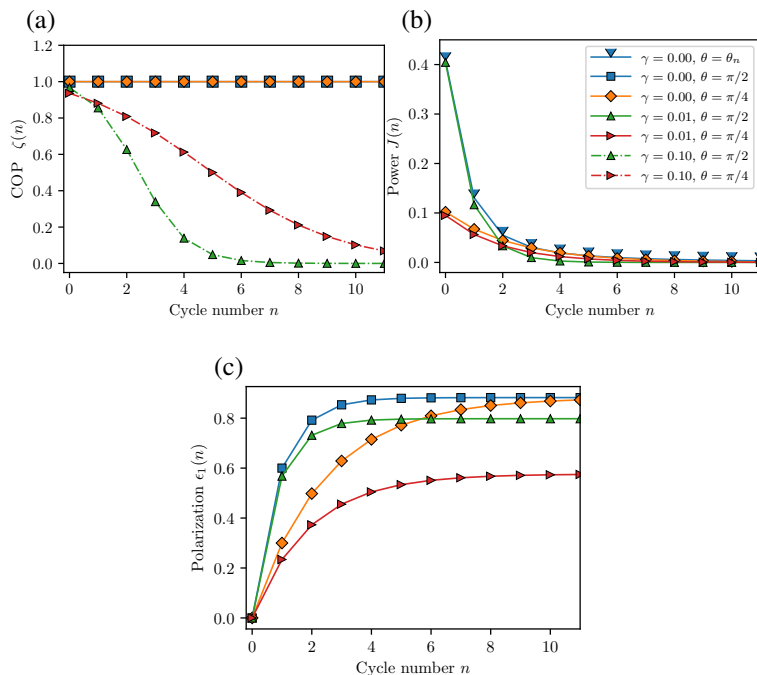 (a)
(b)
1.2
1.0
0.8
0.6
0.4
0.2
0.0
COP ζ(n)
0 2 4 6 8 10
Cycle number n
0.4
0.3
0.2
0.1
0.0
Power J(n)
γ = 0.00, θ = θₙ
γ = 0.00, θ = π/2
γ = 0.00, θ = π/4
γ = 0.01, θ = π/2
γ = 0.01, θ = π/4
γ = 0.10, θ = π/2
γ = 0.10, θ = π/4
0 2 4 6 8 10
Cycle number n
(c)
0.8
0.6
0.4
0.2
0.0
Polarization ϵ₁(n)
0 2 4 6 8 10
Cycle number n